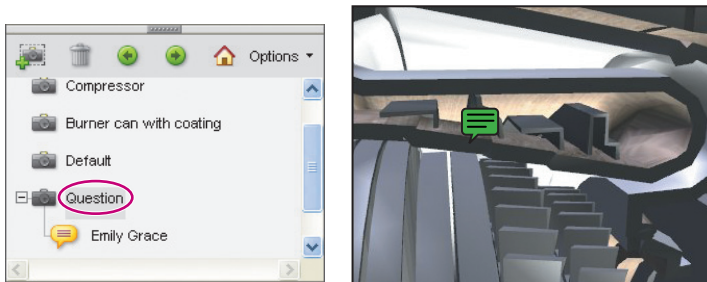 Options
Compressor
Burner can with coating
Default
Question
Emily Grace